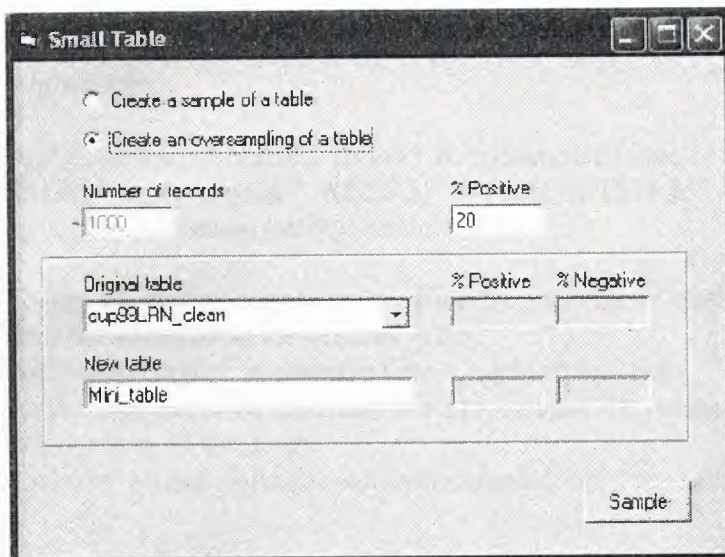 Small Table
Create a sample of a table
Create an oversampling of a table
Number of records
% Positive
1000
20
Original table
% Positive
% Negative
cup98LRN_clean
New table
Mini_table
Sample